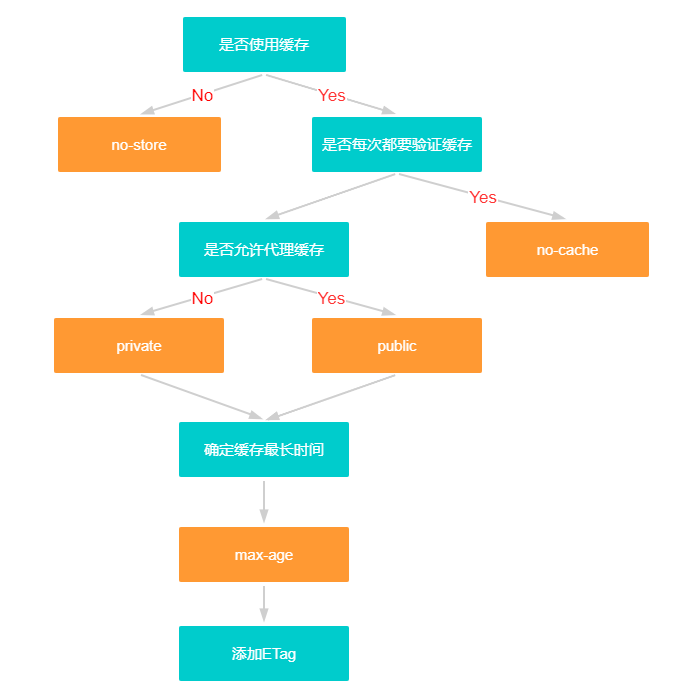 是否使用缓存
No
Yes
no-store
是否每次都要验证缓存
Yes
是否允许代理缓存
no-cache
No
Yes
private
public
确定缓存最长时间
max-age
添加ETag